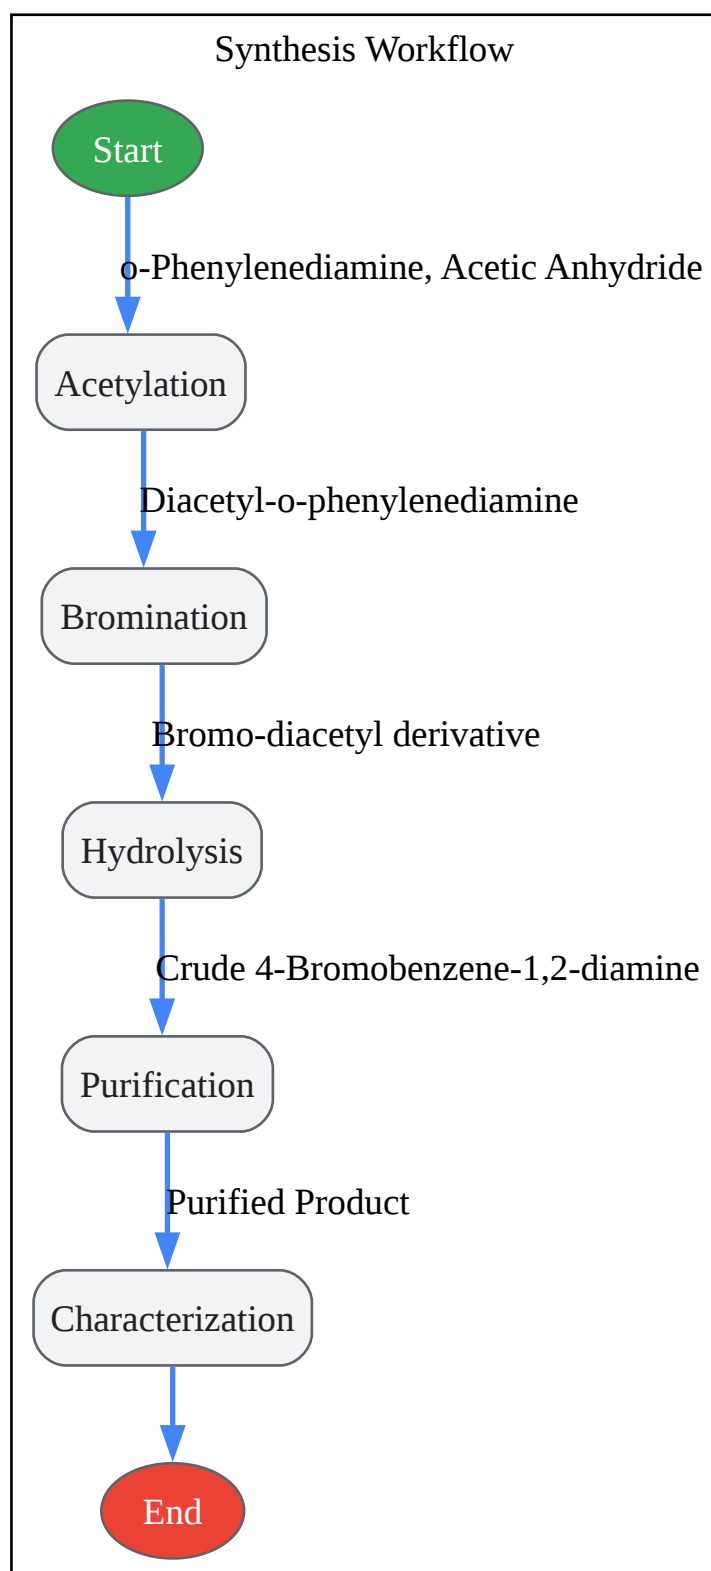 Synthesis Workflow
Start
o-Phenylenediamine, Acetic Anhydride
Acetylation
Diacetyl-o-phenylenediamine
Bromination
Bromo-diacetyl derivative
Hydrolysis
Crude 4-Bromobenzene-1,2-diamine
Purification
Purified Product
Characterization
End